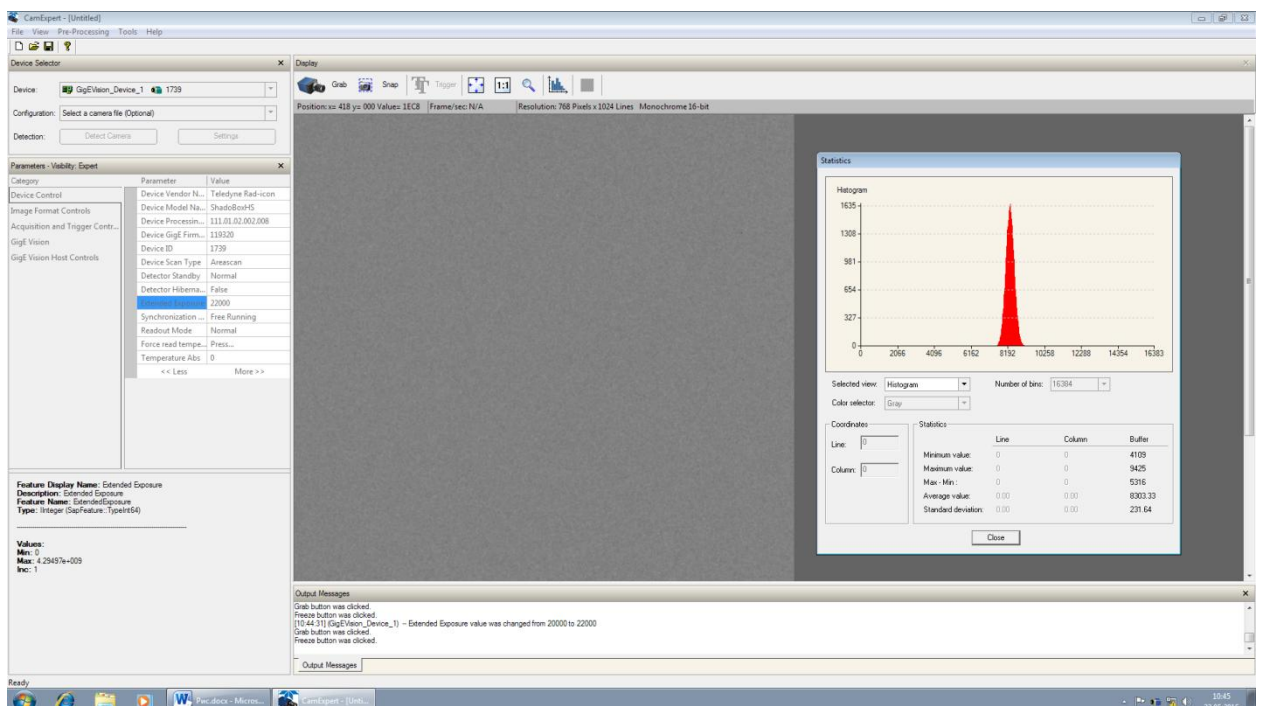 CamExpert - [Untitled]
File View Pre-Processing Tools Help
Device Selector
Device: GigEVision_Device_1 1739
Configuration: Select a camera file (Optional)
Detection: Detect Camera Settings
Parameters - Visibility: Expert
Category Parameter Value
Device Control
Image Format Controls
Acquisition and Trigger Contr...
GigE Vision
GigE Vision Host Controls
Device Vendor N... Teledyne Rad-icon
Device Model Na... ShadoBoxHS
Device Processin... 111.01.02.002.008
Device GigE Firm... 119320
Device ID 1739
Device Scan Type Areascan
Detector Standby Normal
Detector Hiberna... False
Extended Exposure 22000
Synchronization ... Free Running
Readout Mode Normal
Force read tempe... Press...
Temperature Abs 0
<< Less More >>
Feature Display Name: Extended Exposure
Description: Extended Exposure
Feature Name: ExtendedExposure
Type: IInteger (SapFeature::TypeInt64)
Values:
Min: 0
Max: 4.29497e+009
Inc: 1
Display
Grab Snap Trigger 1:1
Position: x= 418 y= 000 Value= 1EC8 Frame/sec: N/A Resolution: 768 Pixels x 1024 Lines Monochrome 16-bit
Statistics
Histogram
1635
1308
981
654
327
0
0 2066 4096 6162 8192 10258 12288 14354 16383
Selected view: Histogram Number of bins: 16384
Color selector: Gray
Coordinates
Line: 0
Column: 0
Statistics
Line Column Buffer
Minimum value: 0 0 4109
Maximum value: 0 0 9425
Max - Min : 0 0 5316
Average value: 0.00 0.00 8303.33
Standard deviation: 0.00 0.00 231.64
Close
Output Messages
Grab button was clicked.
Freeze button was clicked.
[10:44:31] (GigEVision_Device_1) -- Extended Exposure value was changed from 20000 to 22000
Grab button was clicked.
Freeze button was clicked.
Output Messages
Ready
Рис.docx - Micros... CamExpert - [Unti...
10:45